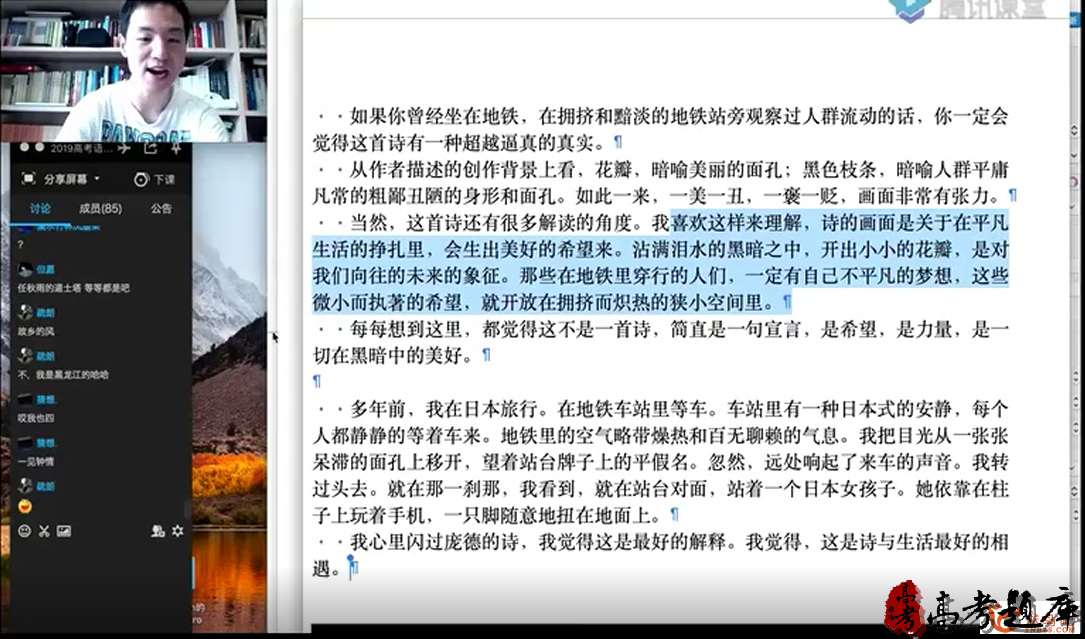 腾讯课堂
2019高考语...
分享屏幕
下课
讨论
成员(85)
公告
?
但愿
任秋雨的道士塔 等等都是吧
疏朗
故乡的风
疏朗
不、我是黑龙江的哈哈
猜想.
哎我也四
猜想.
一见钟情
疏朗
如果你曾经坐在地铁，在拥挤和黯淡的地铁站旁观察过人群流动的话，你一定会
觉得这首诗有一种超越逼真的真实。
从作者描述的创作背景上看，花瓣，暗喻美丽的面孔；黑色枝条，暗喻人群平庸
凡常的粗鄙丑陋的身形和面孔。如此一来，一美一丑，一褒一贬，画面非常有张力。
当然，这首诗还有很多解读的角度。我喜欢这样来理解，诗的画面是关于在平凡
生活的挣扎里，会生出美好的希望来。沾满泪水的黑暗之中，开出小小的花瓣，是对
我们向往的未来的象征。那些在地铁里穿行的人们，一定有自己不平凡的梦想，这些
微小而执著的希望，就开放在拥挤而炽热的狭小空间里。
每每想到这里，都觉得这不是一首诗，简直是一句宣言，是希望，是力量，是一
切在黑暗中的美好。
多年前，我在日本旅行。在地铁车站里等车。车站里有一种日本式的安静，每个
人都静静的等着车来。地铁里的空气略带燥热和百无聊赖的气息。我把目光从一张张
呆滞的面孔上移开，望着站台牌子上的平假名。忽然，远处响起了来车的声音。我转
过头去。就在那一刹那，我看到，就在站台对面，站着一个日本女孩子。她依靠在柱
子上玩着手机，一只脚随意地扭在地面上。
我心里闪过庞德的诗，我觉得这是最好的解释。我觉得，这是诗与生活最好的相
遇。
高考
高考题库